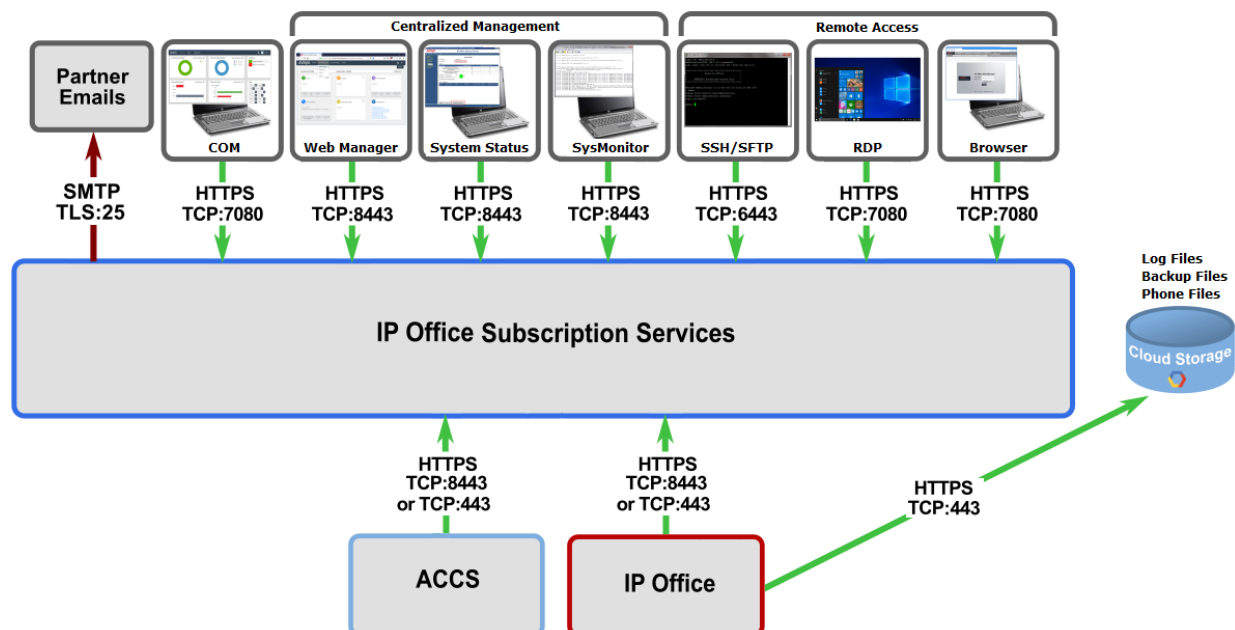 Centralized Management
Remote Access
Partner
Emails
COM
Web Manager
System Status
SysMonitor
SSH/SFTP
RDP
Browser
SMTP
TLS:25
HTTPS
TCP:7080
HTTPS
TCP:8443
HTTPS
TCP:8443
HTTPS
TCP:8443
HTTPS
TCP:6443
HTTPS
TCP:7080
HTTPS
TCP:7080
IP Office Subscription Services
Log Files
Backup Files
Phone Files
Cloud Storage
HTTPS
TCP:8443
or TCP:443
HTTPS
TCP:8443
or TCP:443
HTTPS
TCP:443
ACCS
IP Office